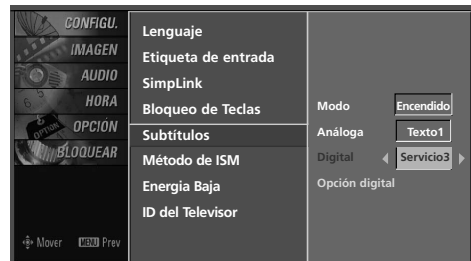 CONFIGU.
IMAGEN
AUDIO
HORA
OPCIÓN
BLOQUEAR
Mover MENU Prev
Lenguaje
Etiqueta de entrada
SimpLink
Bloqueo de Teclas
Subtítulos
Método de ISM
Energia Baja
ID del Televisor
Modo Encendido
Análoga Texto1
Digital Servicio3
Opción digital